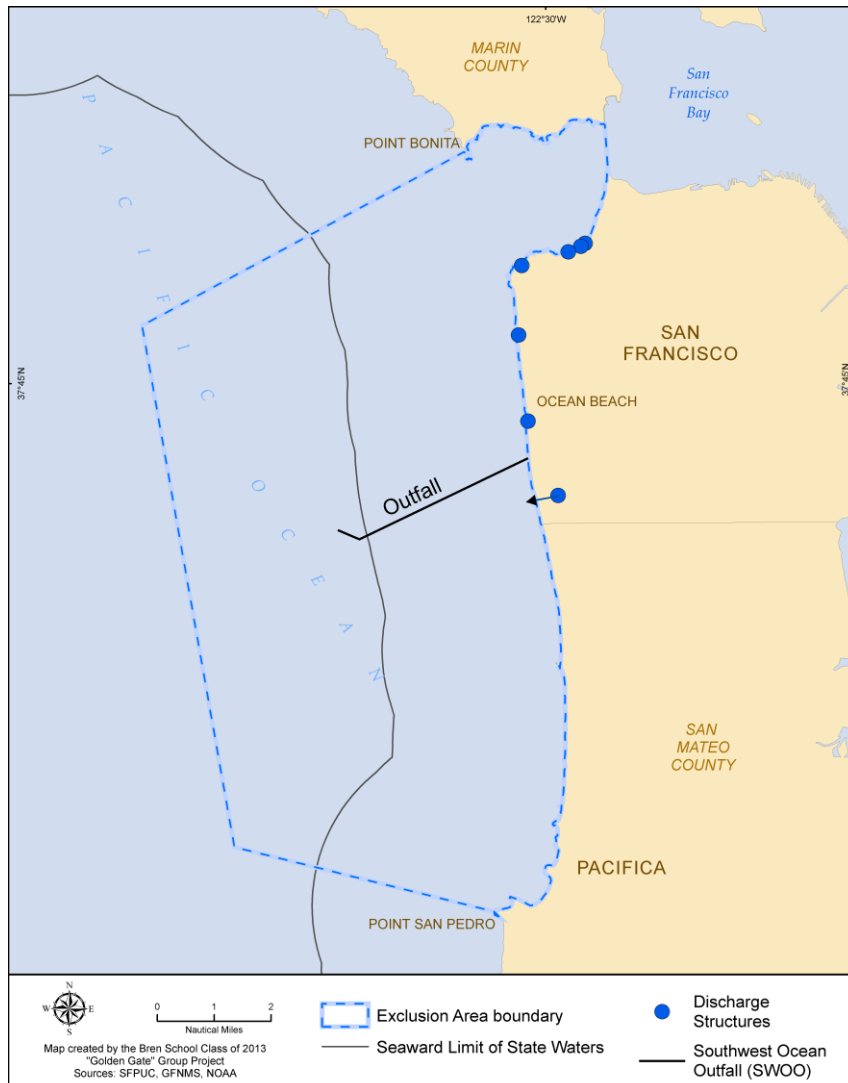 122°30'W
MARIN
COUNTY
San
Francisco
Bay
POINT BONITA
PACIFIC OCEAN
SAN
FRANCISCO
37°45'N
37°45'N
OCEAN BEACH
Outfall
SAN
MATEO
COUNTY
PACIFICA
POINT SAN PEDRO
N
W
E
S
0
1
2
Nautical Miles
Map created by the Bren School Class of 2013
"Golden Gate" Group Project
Sources: SFPUC, GFNMS, NOAA
Exclusion Area boundary
Seaward Limit of State Waters
Discharge
Structures
Southwest Ocean
Outfall (SWOO)